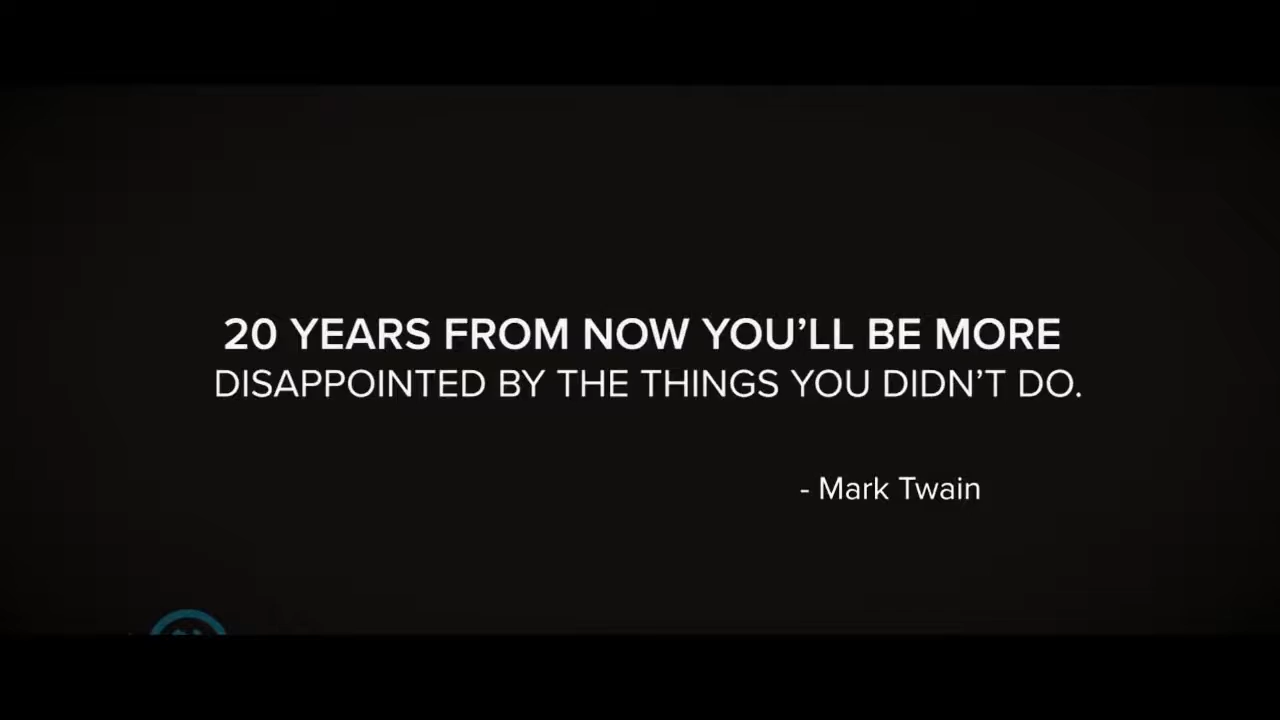 20 YEARS FROM NOW YOU’LL BE MORE
DISAPPOINTED BY THE THINGS YOU DIDN’T DO.
- Mark Twain